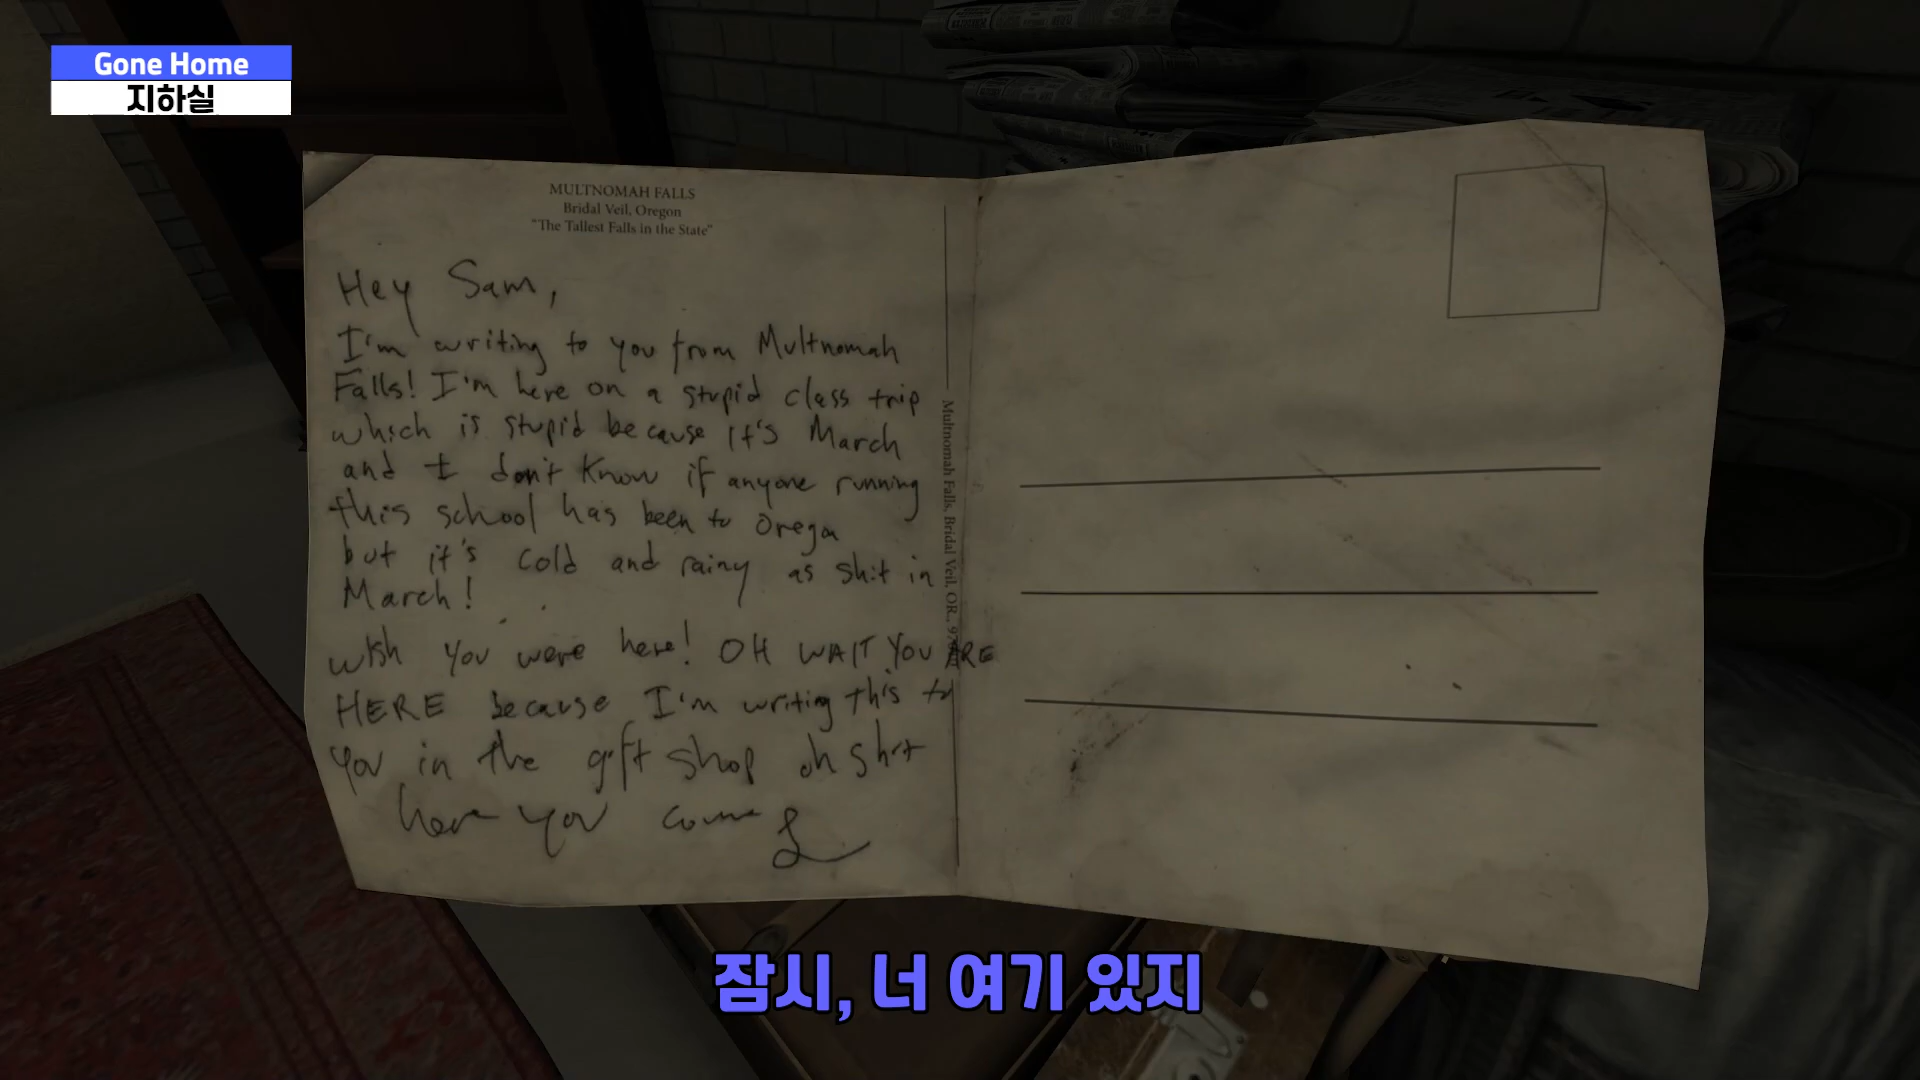 Gone Home
지하실
MULTNOMAH FALLS
Bridal Veil, Oregon
"The Tallest Falls in the State"
Hey Sam,
I'm writing to you from Multnomah
Falls! I'm here on a stupid class trip
which is stupid because it's March
and I don't know if anyone running
this school has been to Oregon
but it's cold and rainy as shit in
March!
Wish you were here! OH WAIT YOU ARE
HERE because I'm writing this to
you in the gift shop oh shit
here you come
Multnomah Falls, Bridal Veil, OR.,
잠시, 너 여기 있지